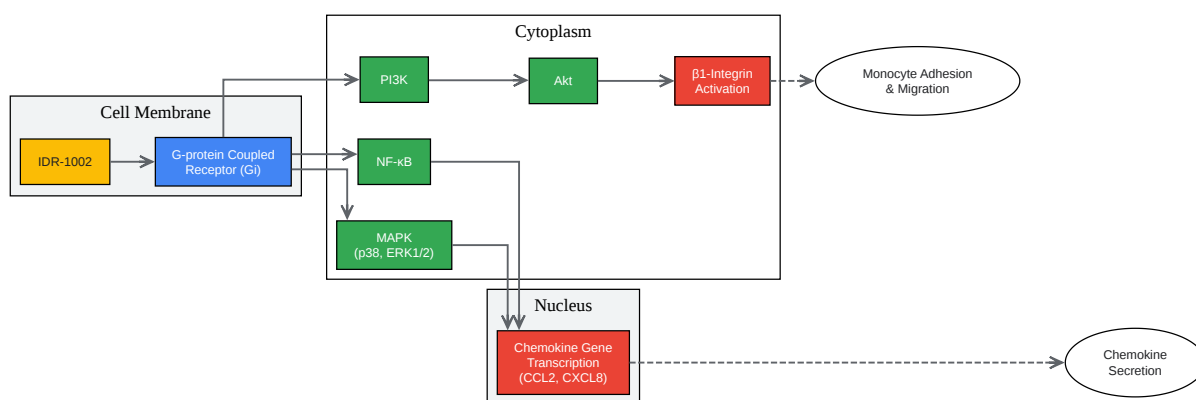 Cytoplasm
PI3K
Akt
β1-Integrin
Activation
Monocyte Adhesion
& Migration
Cell Membrane
IDR-1002
G-protein Coupled
Receptor (Gi)
NF-κB
MAPK
(p38, ERK1/2)
Nucleus
Chemokine Gene
Transcription
(CCL2, CXCL8)
Chemokine
Secretion